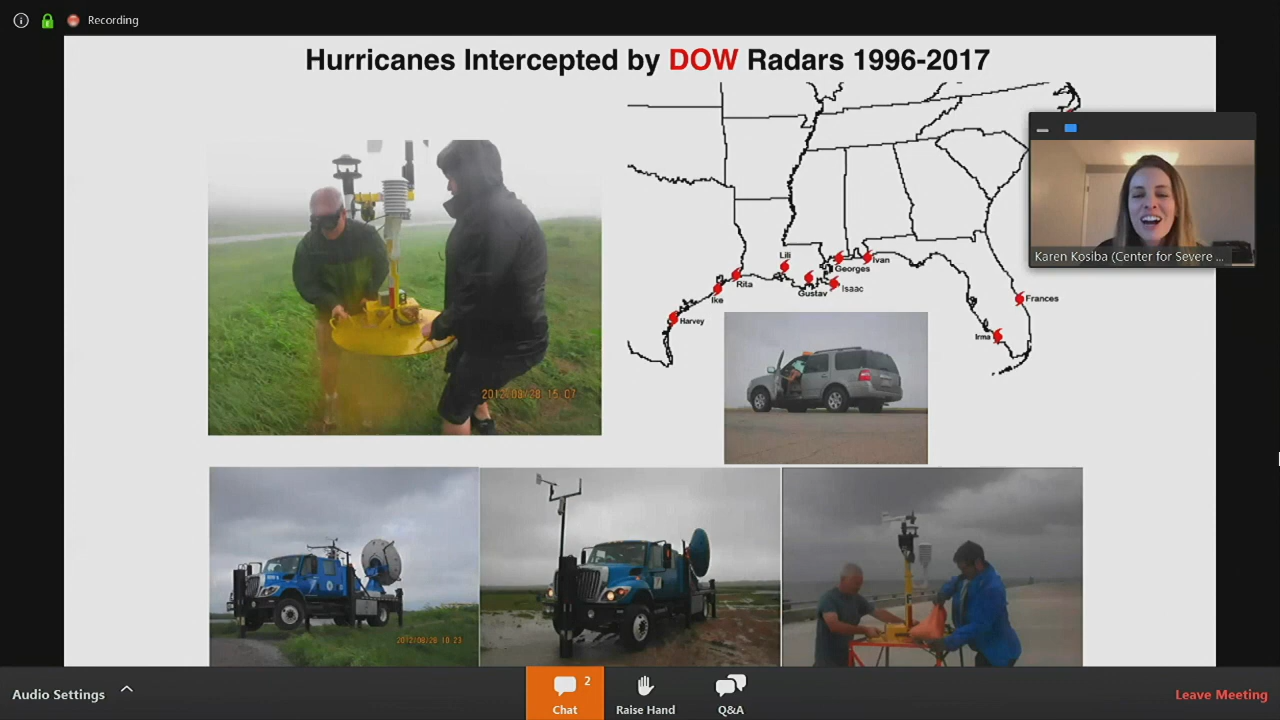 Recording
Hurricanes Intercepted by DOW Radars 1996-2017
Karen Kosiba (Center for Severe ...
Lili
Georges
Ivan
Rita
Gustav
Isaac
Ike
Frances
Harvey
Irma
2012/08/28 15:07
2012/08/28 10:23
Audio Settings
Chat
2
Raise Hand
Q&A
Leave Meeting